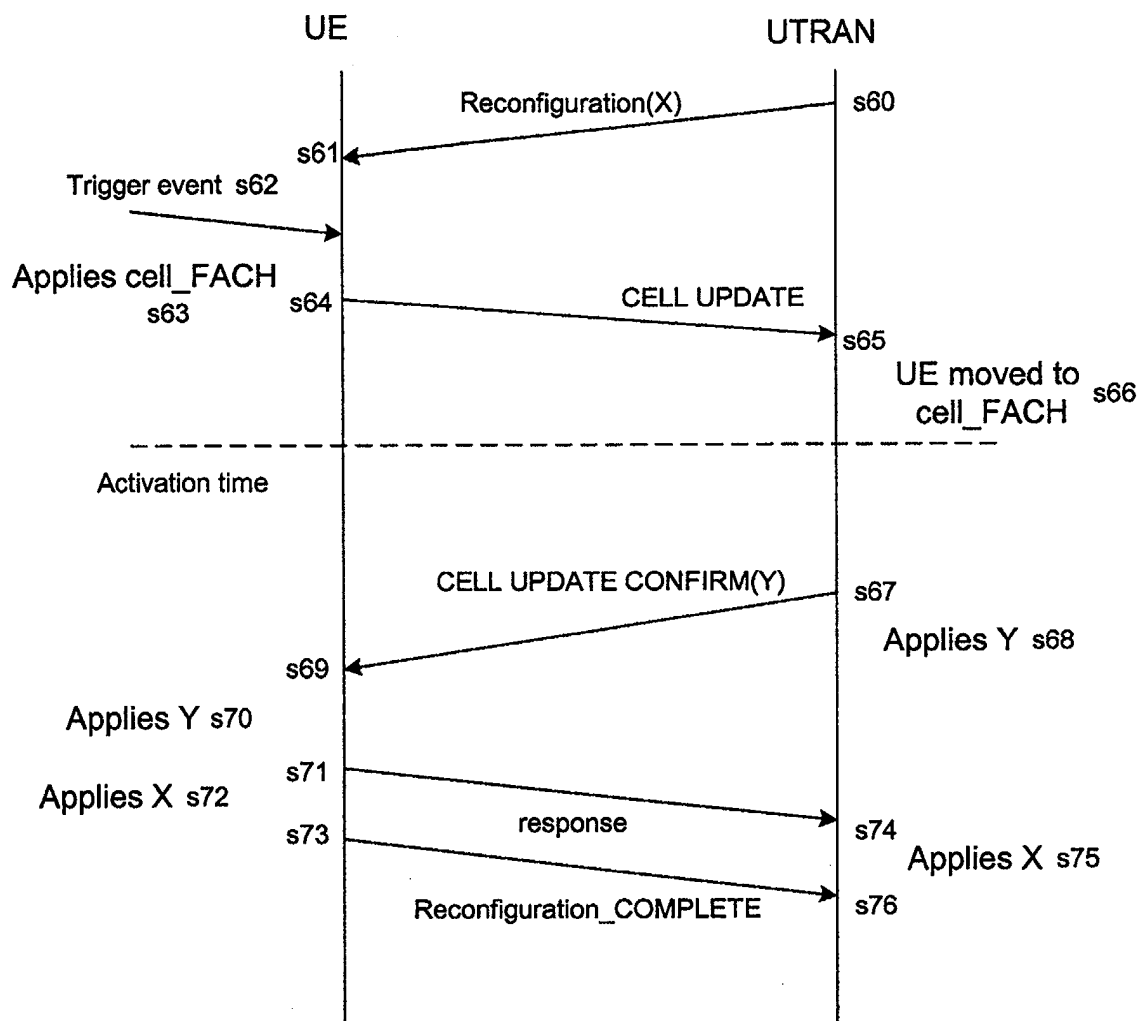 UE UTRAN
Reconfiguration(X) s60
s61
Trigger event s62
Applies cell_FACH s64 CELL UPDATE
s63
s65
UE moved to s66
cell_FACH
Activation time
CELL UPDATE CONFIRM(Y) s67
Applies Y s68
s69
Applies Y s70
s71
Applies X s72
s73 response s74
Applies X s75
Reconfiguration_COMPLETE s76